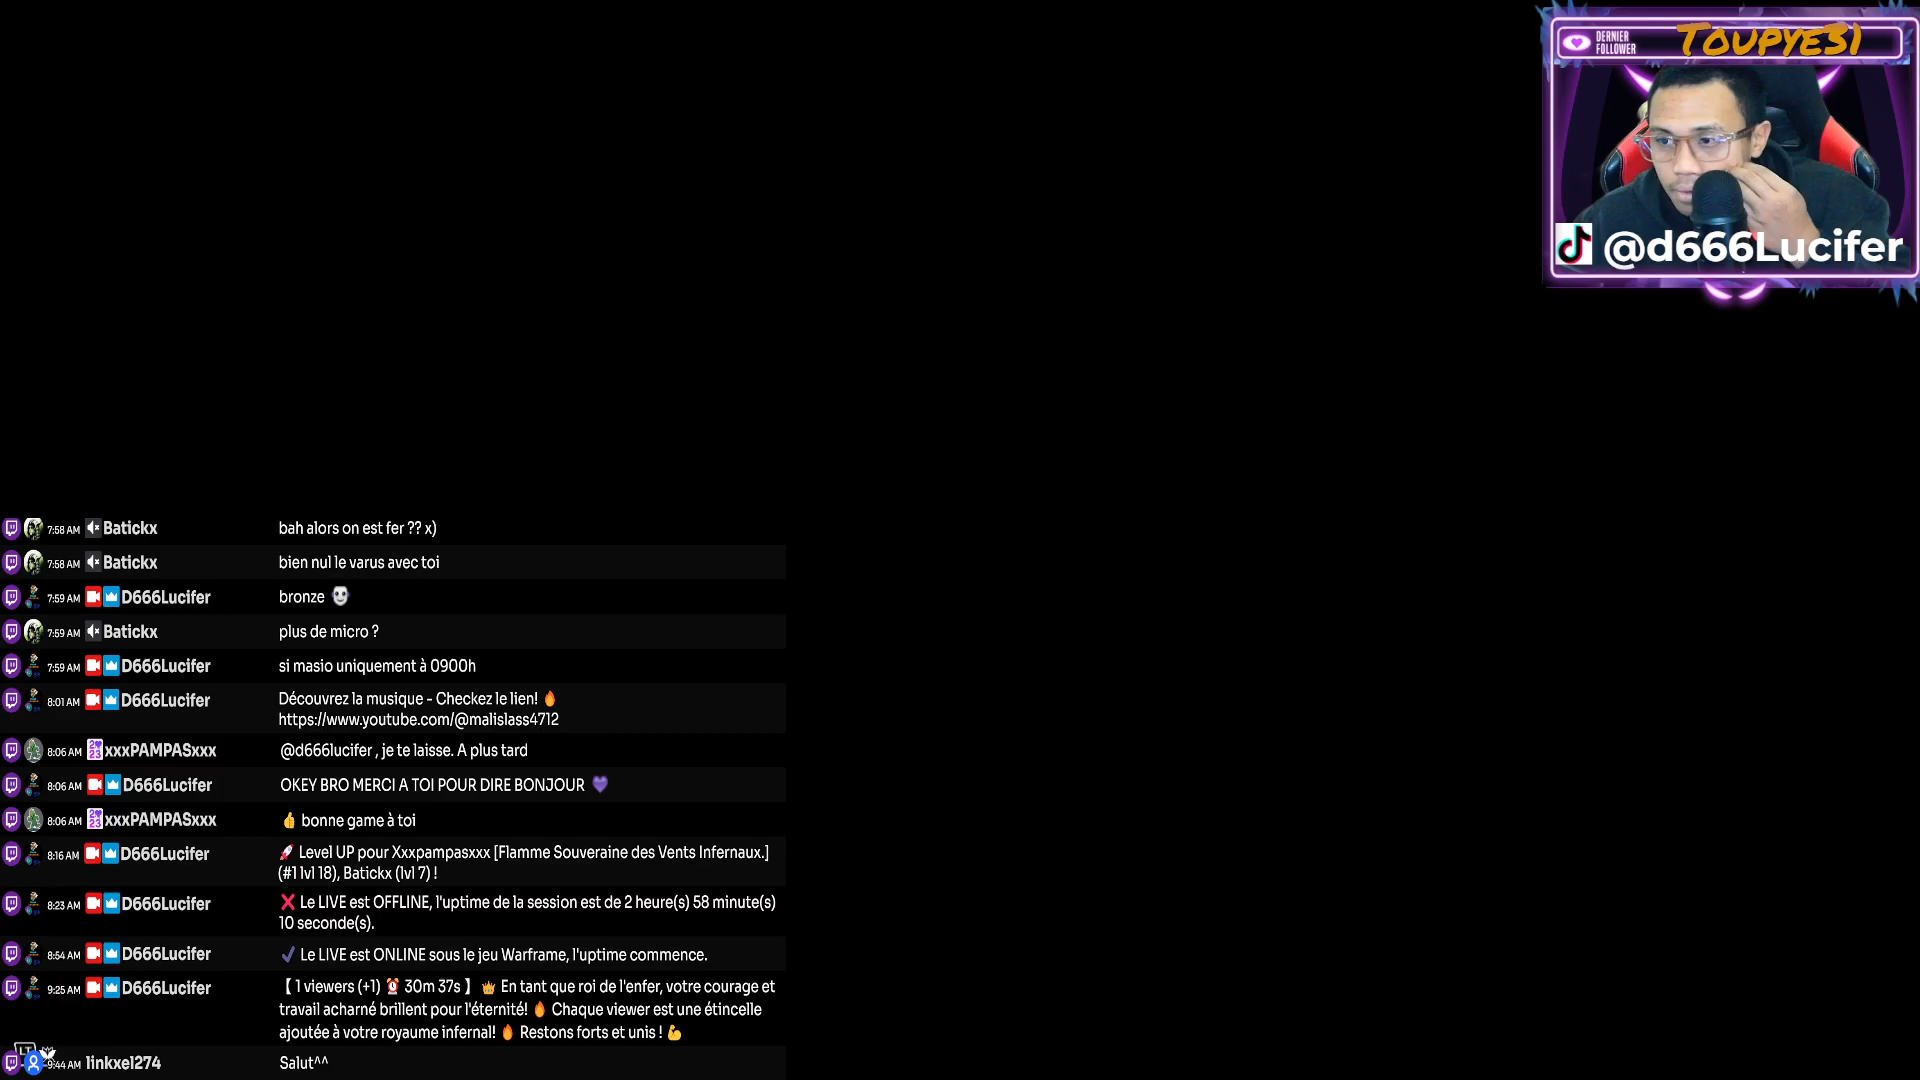 DERNIER
FOLLOWER
TOUPYE31
@d666Lucifer
7:58 AM Batickx bah alors on est fer ?? x)
7:58 AM Batickx bien nul le varus avec toi
7:59 AM D666Lucifer bronze 💀
7:59 AM Batickx plus de micro ?
7:59 AM D666Lucifer si masio uniquement à 0900h
8:01 AM D666Lucifer Découvrez la musique - Checkez le lien! 🔥
https://www.youtube.com/@malislass4712
8:06 AM xxxPAMPASxxx @d666lucifer , je te laisse. A plus tard
8:06 AM D666Lucifer OKEY BRO MERCI A TOI POUR DIRE BONJOUR 💜
8:06 AM xxxPAMPASxxx 👍 bonne game à toi
8:16 AM D666Lucifer 🚀 Level UP pour Xxxpampasxxx [Flamme Souveraine des Vents Infernaux.]
(#1 lvl 18), Batickx (lvl 7) !
8:23 AM D666Lucifer ❌ Le LIVE est OFFLINE, l'uptime de la session est de 2 heure(s) 58 minute(s)
10 seconde(s).
8:54 AM D666Lucifer ✔ Le LIVE est ONLINE sous le jeu Warframe, l'uptime commence.
9:25 AM D666Lucifer 【 1 viewers (+1) ⏰ 30m 37s 】 👑 En tant que roi de l'enfer, votre courage et
travail acharné brillent pour l'éternité! 🔥 Chaque viewer est une étincelle
ajoutée à votre royaume infernal! 🔥 Restons forts et unis ! 💪
LT
9:44 AM linkxel274 Salut^^